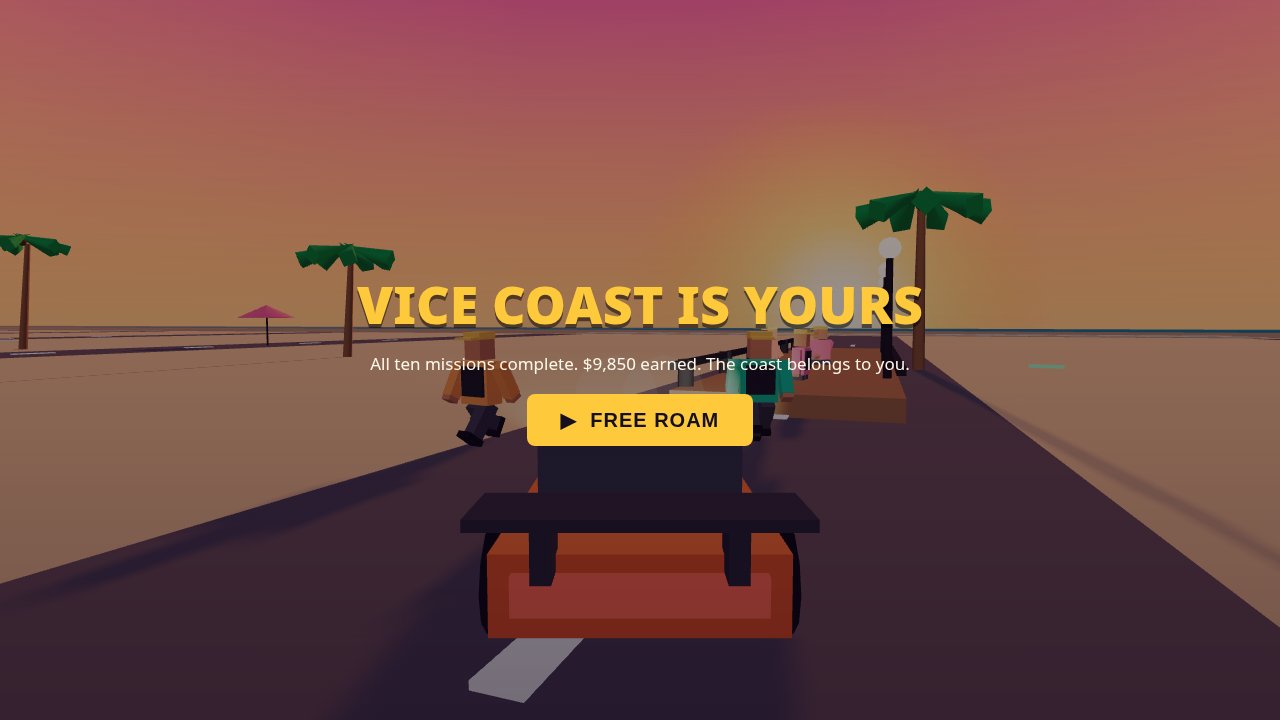 VICE COAST IS YOURS
All ten missions complete. $9,850 earned. The coast belongs to you.
▶ FREE ROAM